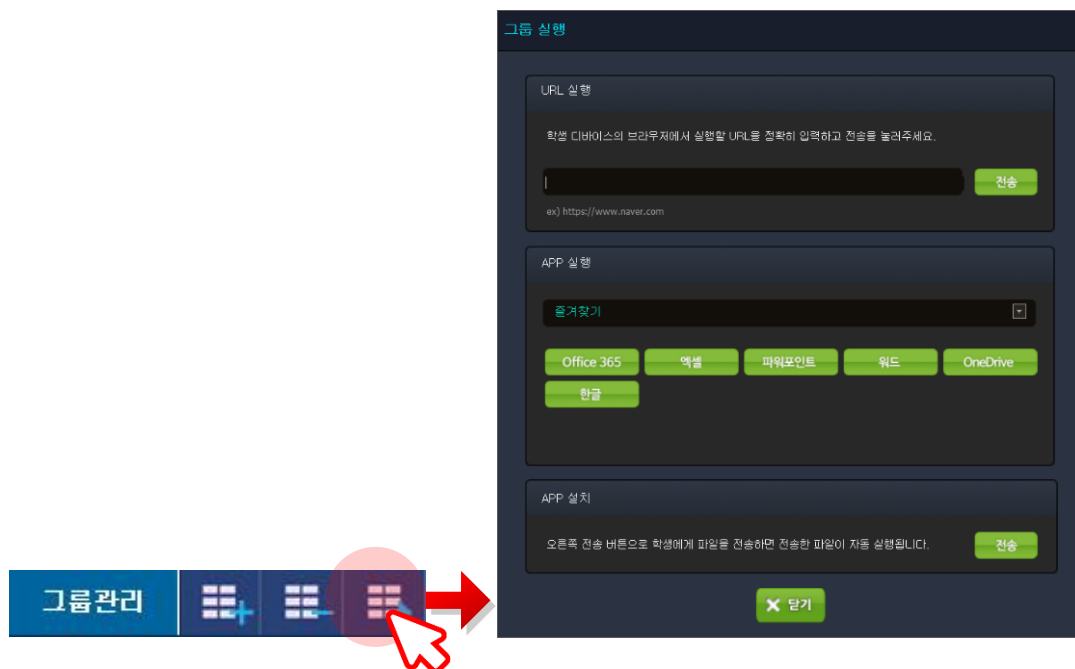 그룹 실행
URL 실행
학생 디바이스의 브라우저에서 실행할 URL을 정확히 입력하고 전송을 눌러주세요.
전송
ex) https://www.naver.com
APP 실행
즐겨찾기
Office 365 엑셀 파워포인트 워드 OneDrive
한글
APP 설치
오른쪽 전송 버튼으로 학생에게 파일을 전송하면 전송한 파일이 자동 실행됩니다.
전송
닫기
그룹관리